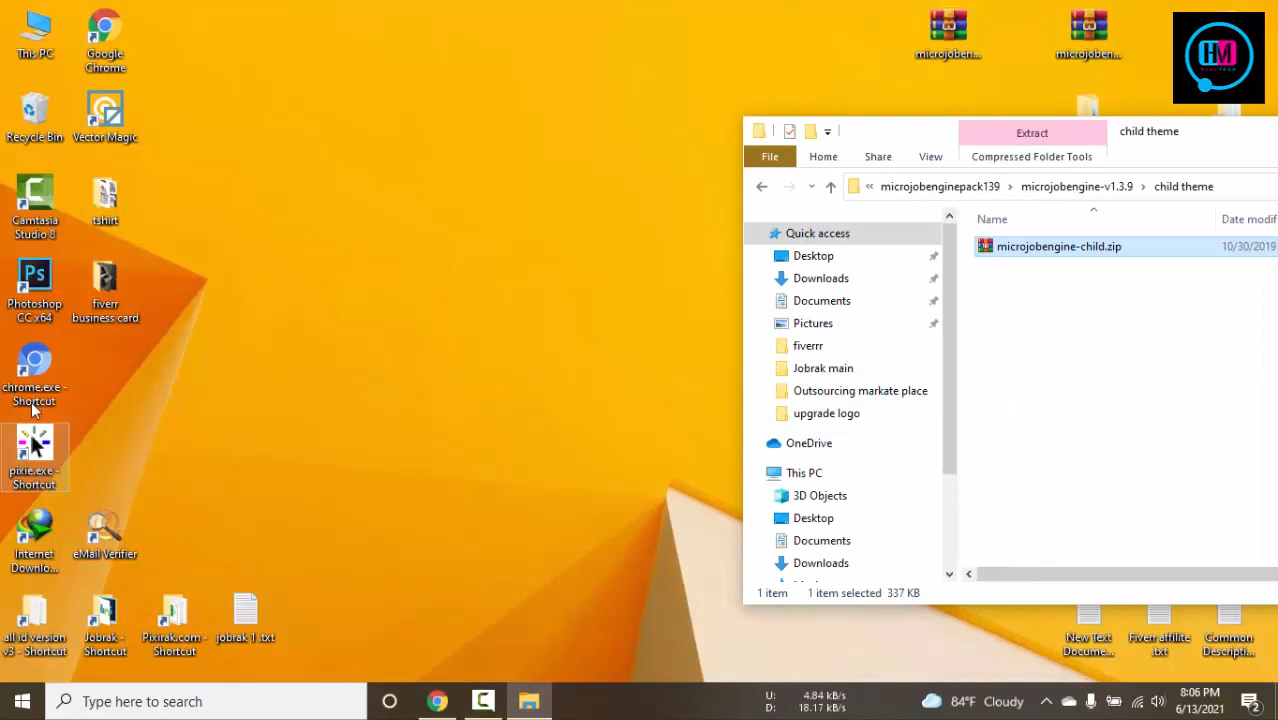 This PC
Google
Chrome
microjoben...
microjoben...
HM
Recycle Bin
Vector Magic
Camtasia
Studio 8
tshirt
Ps
Photoshop
CC x64
fiverr
business card
chrome.exe -
Shortcut
pixie.exe -
Shortcut
Internet
Downlo...
eMail Verifier
all id version
v3 - Shortcut
Jobrak -
Shortcut
Pixirak.com -
Shortcut
jobrak 1 .txt
Extract
child theme
File
Home
Share
View
Compressed Folder Tools
« microjobenginepack139 > microjobengine-v1.3.9 > child theme
Name
Date modif
Quick access
Desktop
Downloads
Documents
Pictures
fiverrr
Jobrak main
Outsourcing markate place
upgrade logo
OneDrive
This PC
3D Objects
Desktop
Documents
Downloads
microjobengine-child.zip
10/30/2019
1 item
1 item selected 337 KB
New Text
Docume...
Fiverr affilite
.txt
Common
Descripti...
Type here to search
U: 4.84 kB/s
D: 18.17 kB/s
84°F Cloudy
8:06 PM
6/13/2021
2